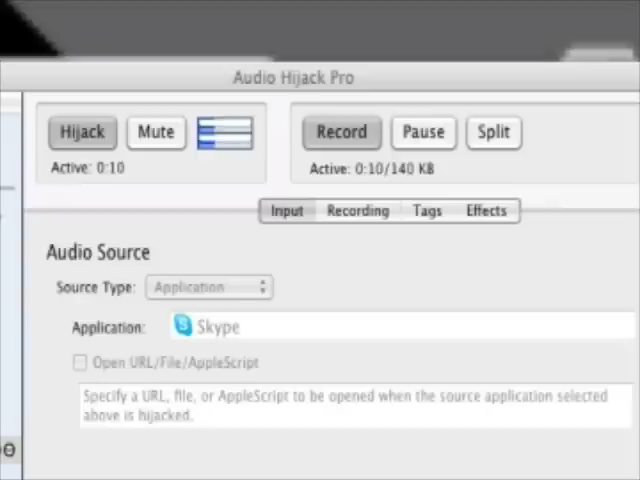 Audio Hijack Pro
Hijack Mute Record Pause Split
Active: 0:10 Active: 0:10/140 KB
Input Recording Tags Effects
Audio Source
Source Type: Application
Application: Skype
Open URL/File/AppleScript
Specify a URL, file, or AppleScript to be opened when the source application selected
above is hijacked.